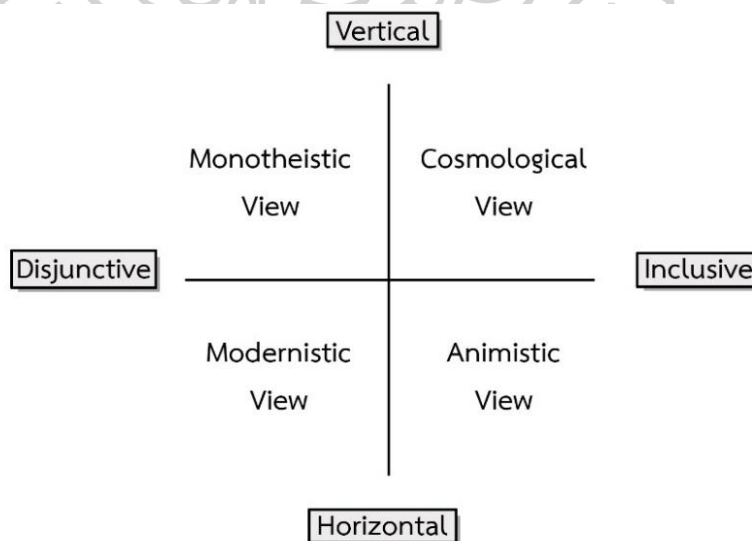 Vertical
Monotheistic
View
Cosmological
View
Disjunctive
Inclusive
Modernistic
View
Animistic
View
Horizontal